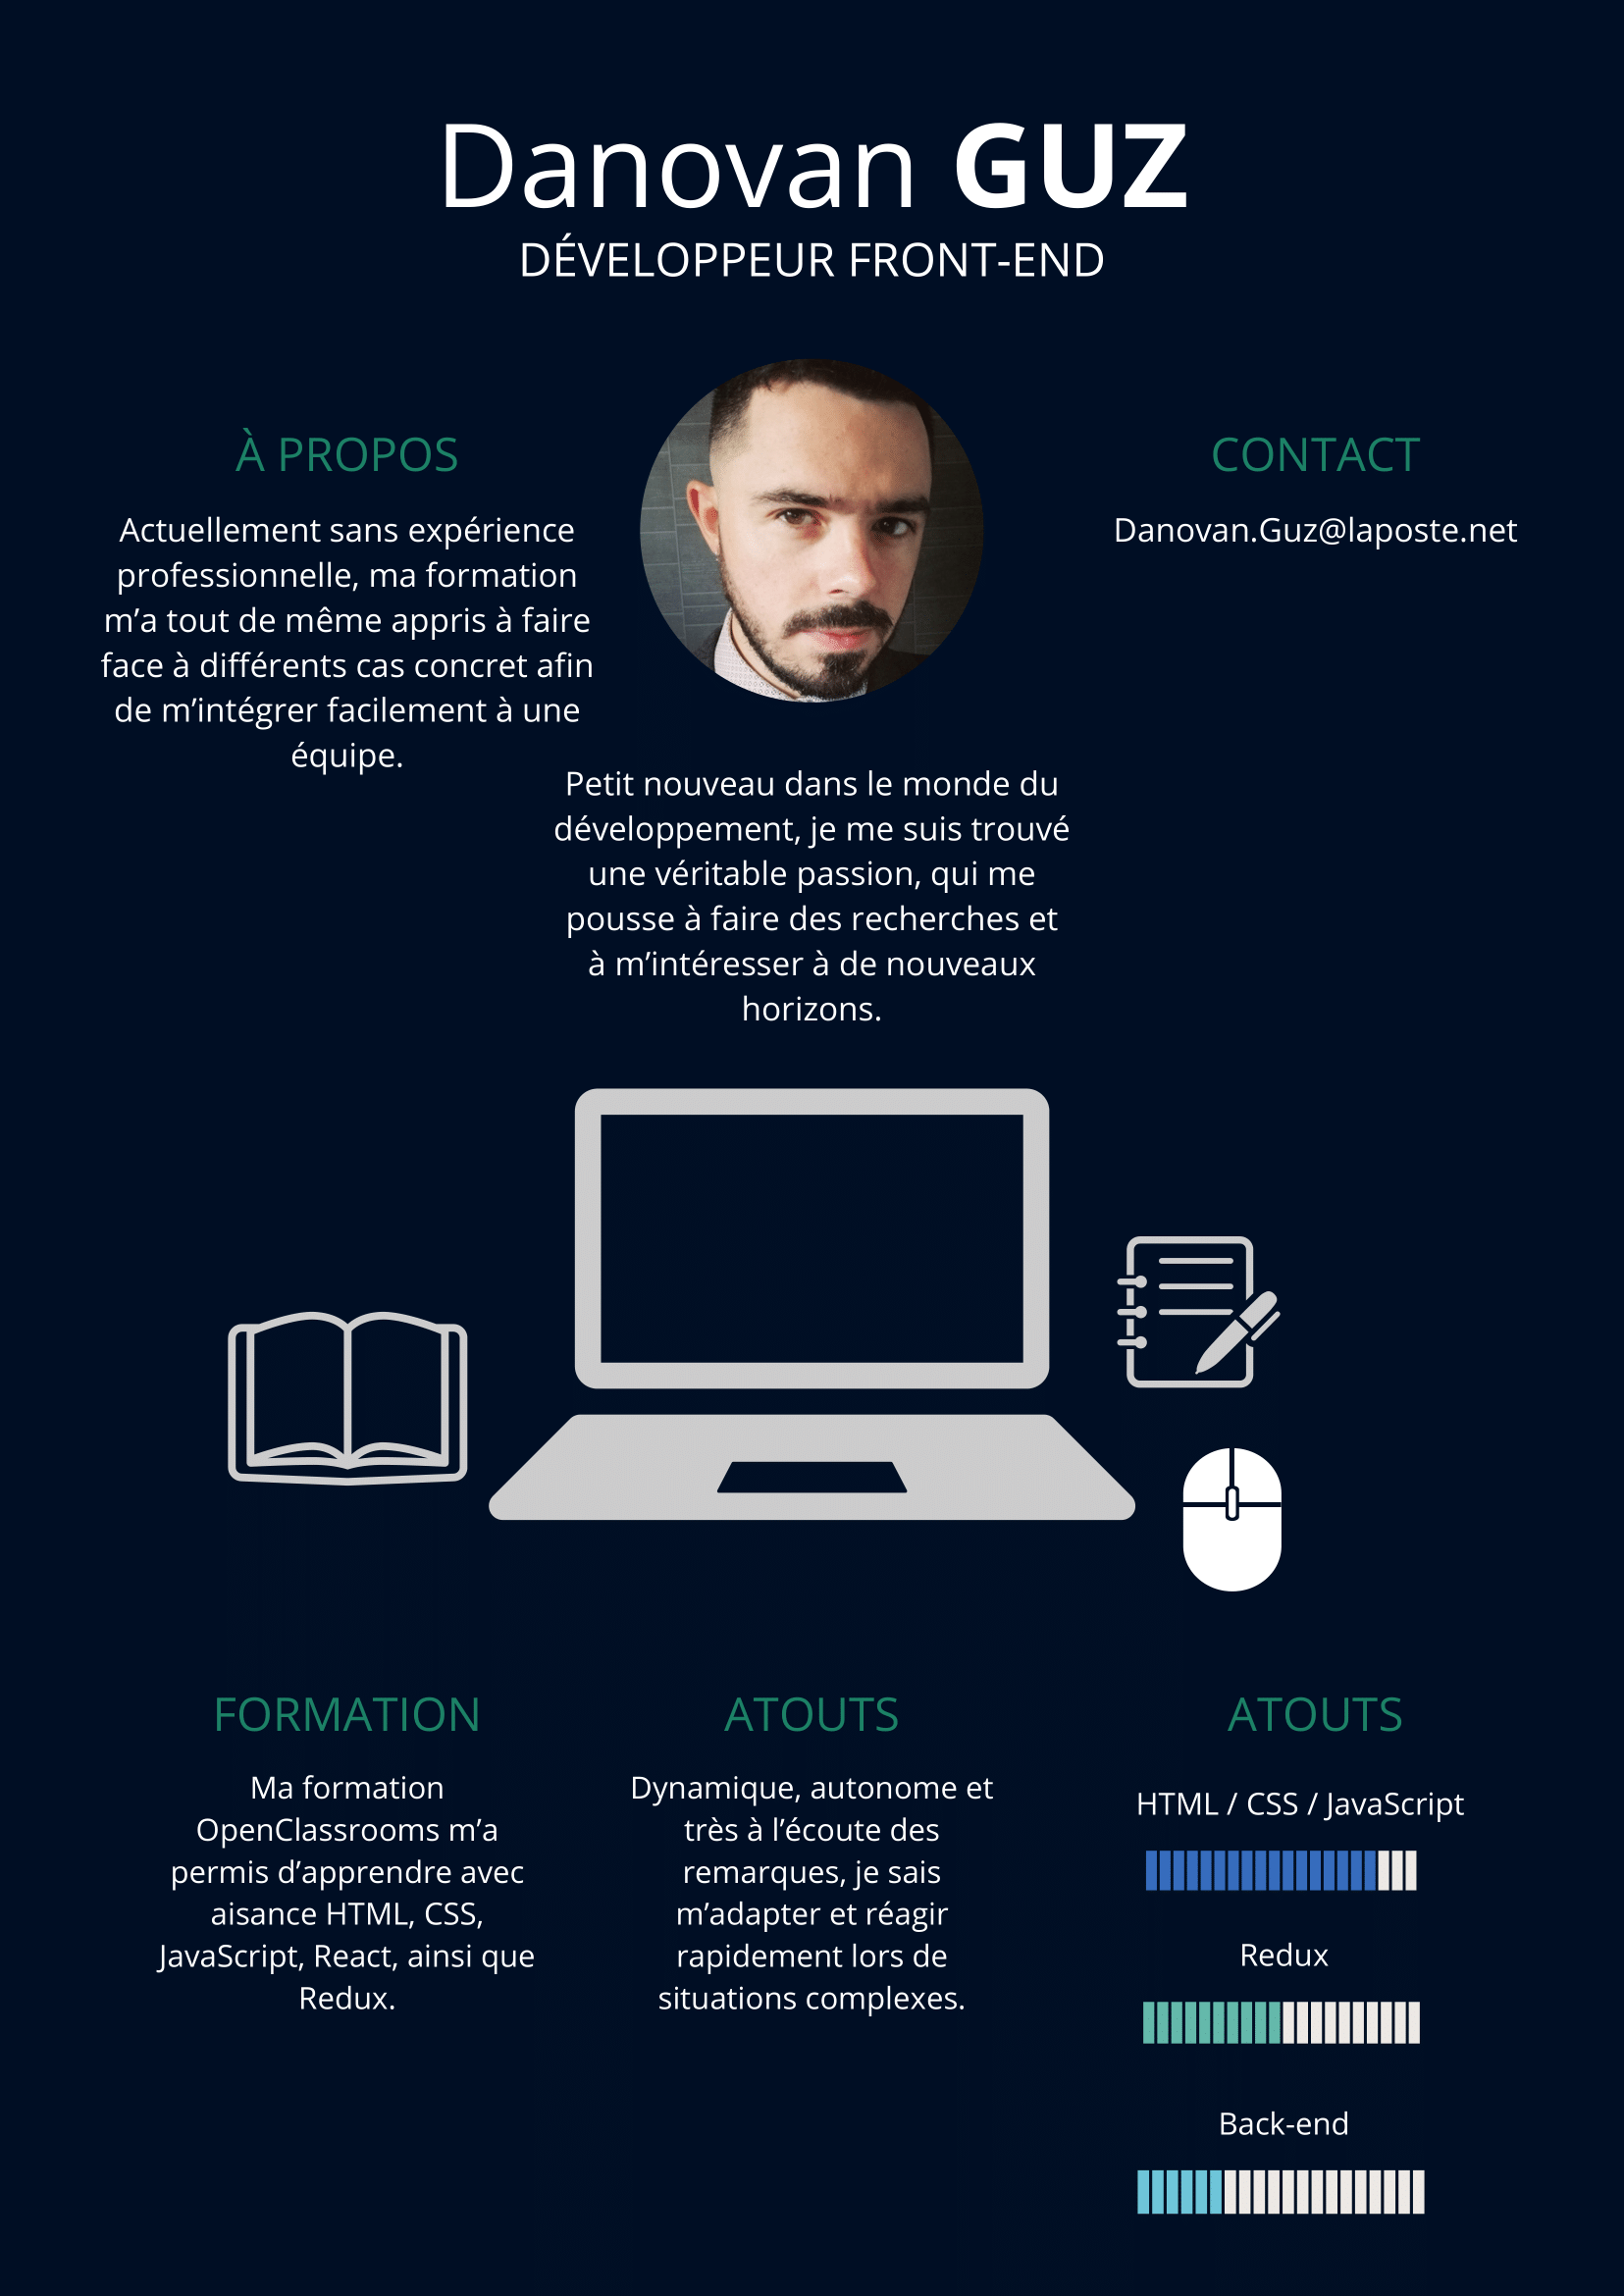 Danovan GUZ
DÉVELOPPEUR FRONT-END
À PROPOS
Actuellement sans expérience
professionnelle, ma formation
m’a tout de même appris à faire
face à différents cas concret afin
de m’intégrer facilement à une
équipe.
CONTACT
Danovan.Guz@laposte.net
Petit nouveau dans le monde du
développement, je me suis trouvé
une véritable passion, qui me
pousse à faire des recherches et
à m’intéresser à de nouveaux
horizons.
FORMATION
Ma formation
OpenClassrooms m’a
permis d’apprendre avec
aisance HTML, CSS,
JavaScript, React, ainsi que
Redux.
ATOUTS
Dynamique, autonome et
très à l’écoute des
remarques, je sais
m’adapter et réagir
rapidement lors de
situations complexes.
ATOUTS
HTML / CSS / JavaScript
Redux
Back-end